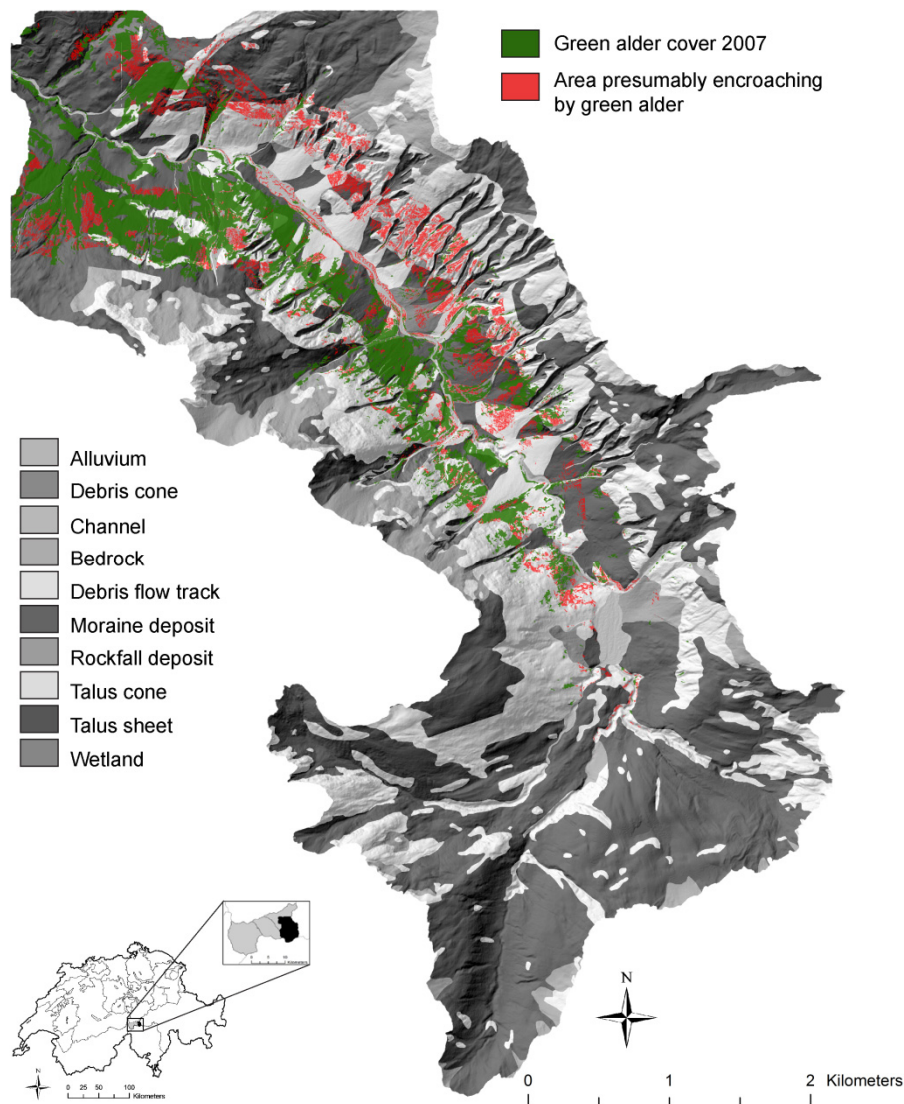 Green alder cover 2007
Area presumably encroaching
by green alder
Alluvium
Debris cone
Channel
Bedrock
Debris flow track
Moraine deposit
Rockfall deposit
Talus cone
Talus sheet
Wetland
Kilometers
N
N
0 25 50 100
Kilometers
0 1 2 Kilometers